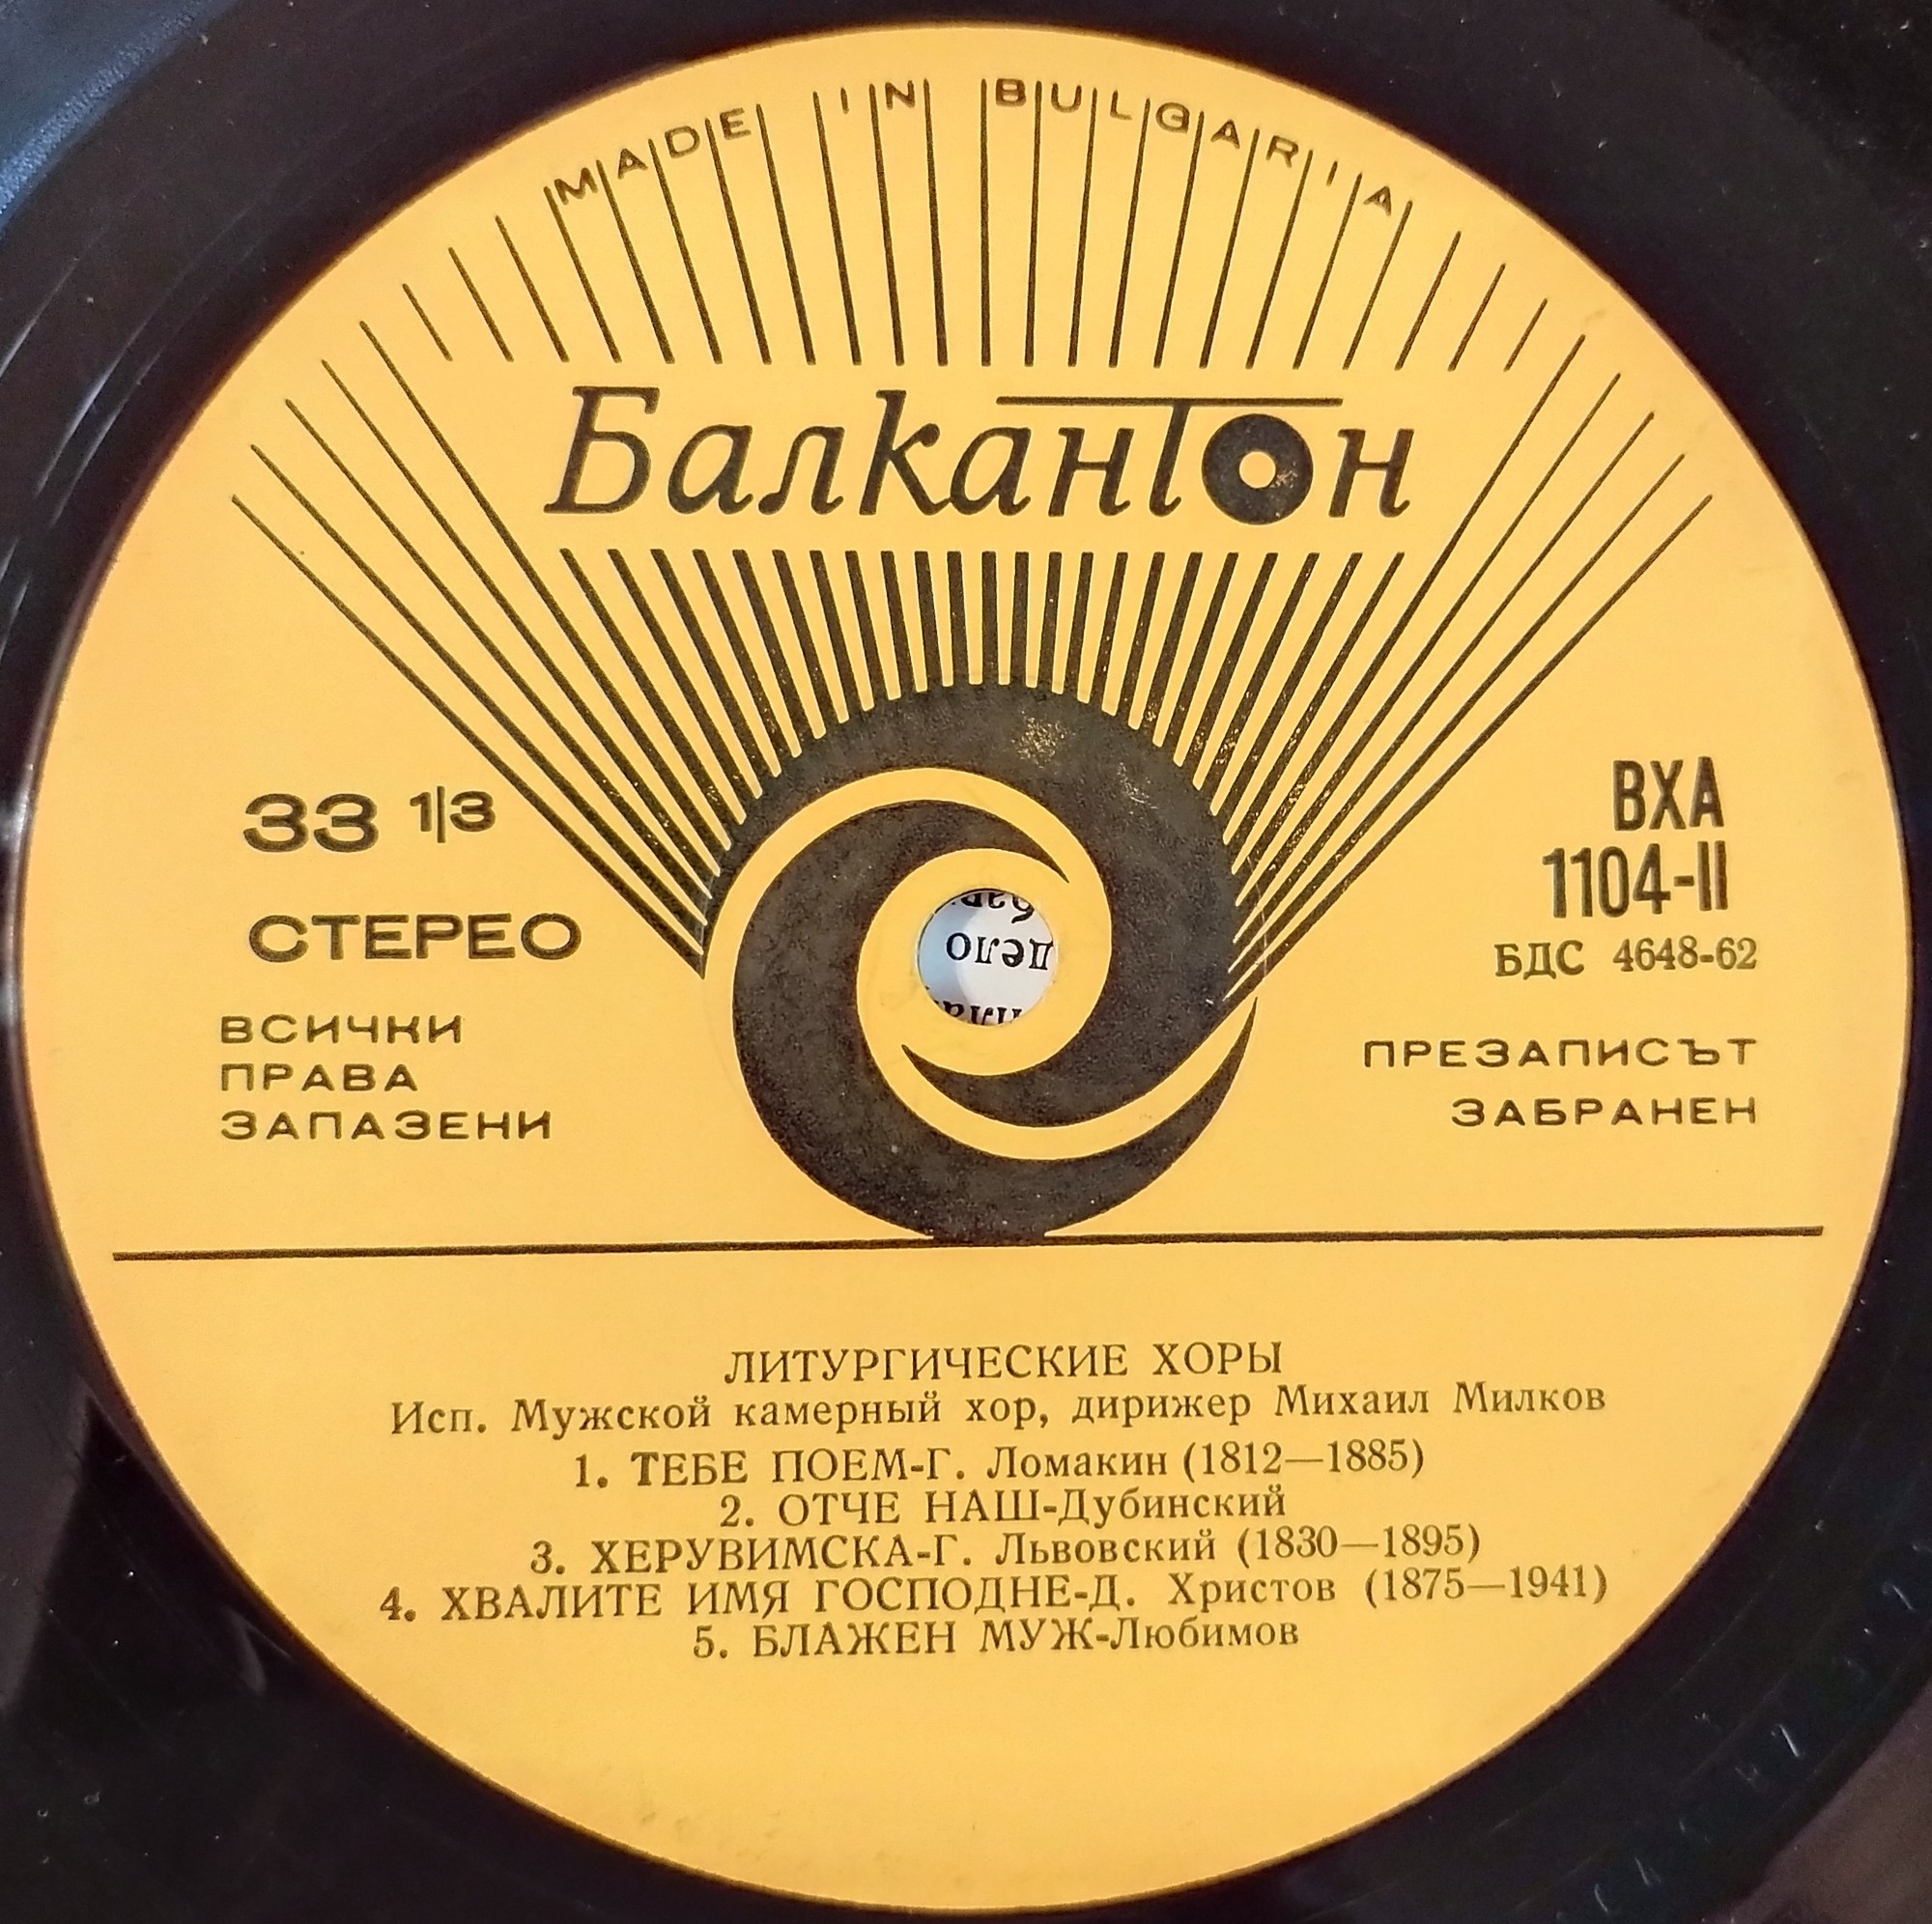 MADE IN BULGARIA
Балкантон
33 1|3
СТЕРЕО
ВСИЧКИ
ПРАВА
ЗАПАЗЕНИ
ВХА
1104-II
БДС 4648-62
ПРЕЗАПИСЪТ
ЗАБРАНЕН
дело
ЛИТУРГИЧЕСКИЕ ХОРЫ
Исп. Мужской камерный хор, дирижер Михаил Милков
1. ТЕБЕ ПОЕМ-Г. Ломакин (1812—1885)
2. ОТЧЕ НАШ-Дубинский
3. ХЕРУВИМСКА-Г. Львовский (1830—1895)
4. ХВАЛИТЕ ИМЯ ГОСПОДНЕ-Д. Христов (1875—1941)
5. БЛАЖЕН МУЖ-Любимов